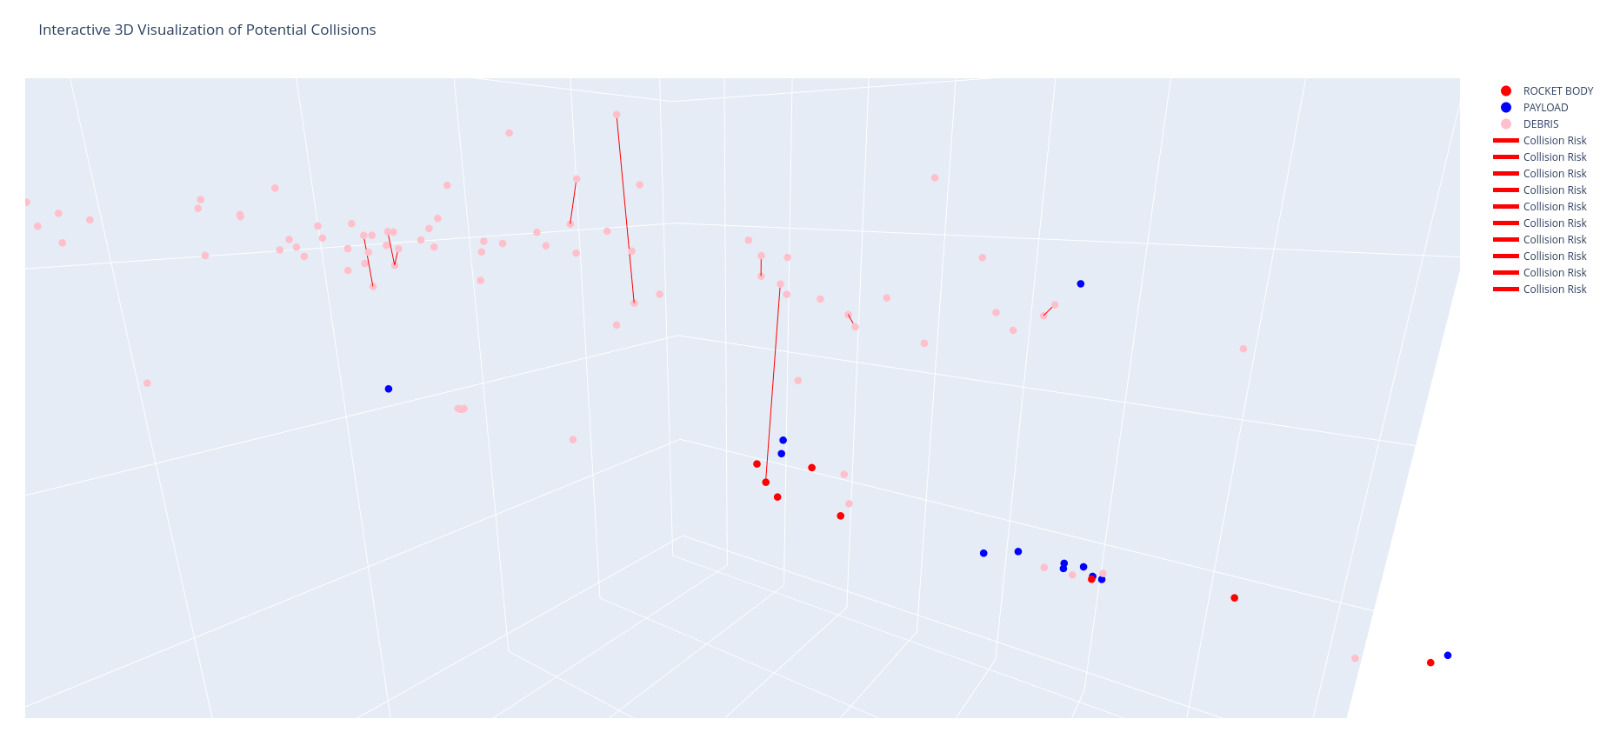 Interactive 3D Visualization of Potential Collisions
ROCKET BODY
PAYLOAD
DEBRIS
Collision Risk
Collision Risk
Collision Risk
Collision Risk
Collision Risk
Collision Risk
Collision Risk
Collision Risk
Collision Risk
Collision Risk